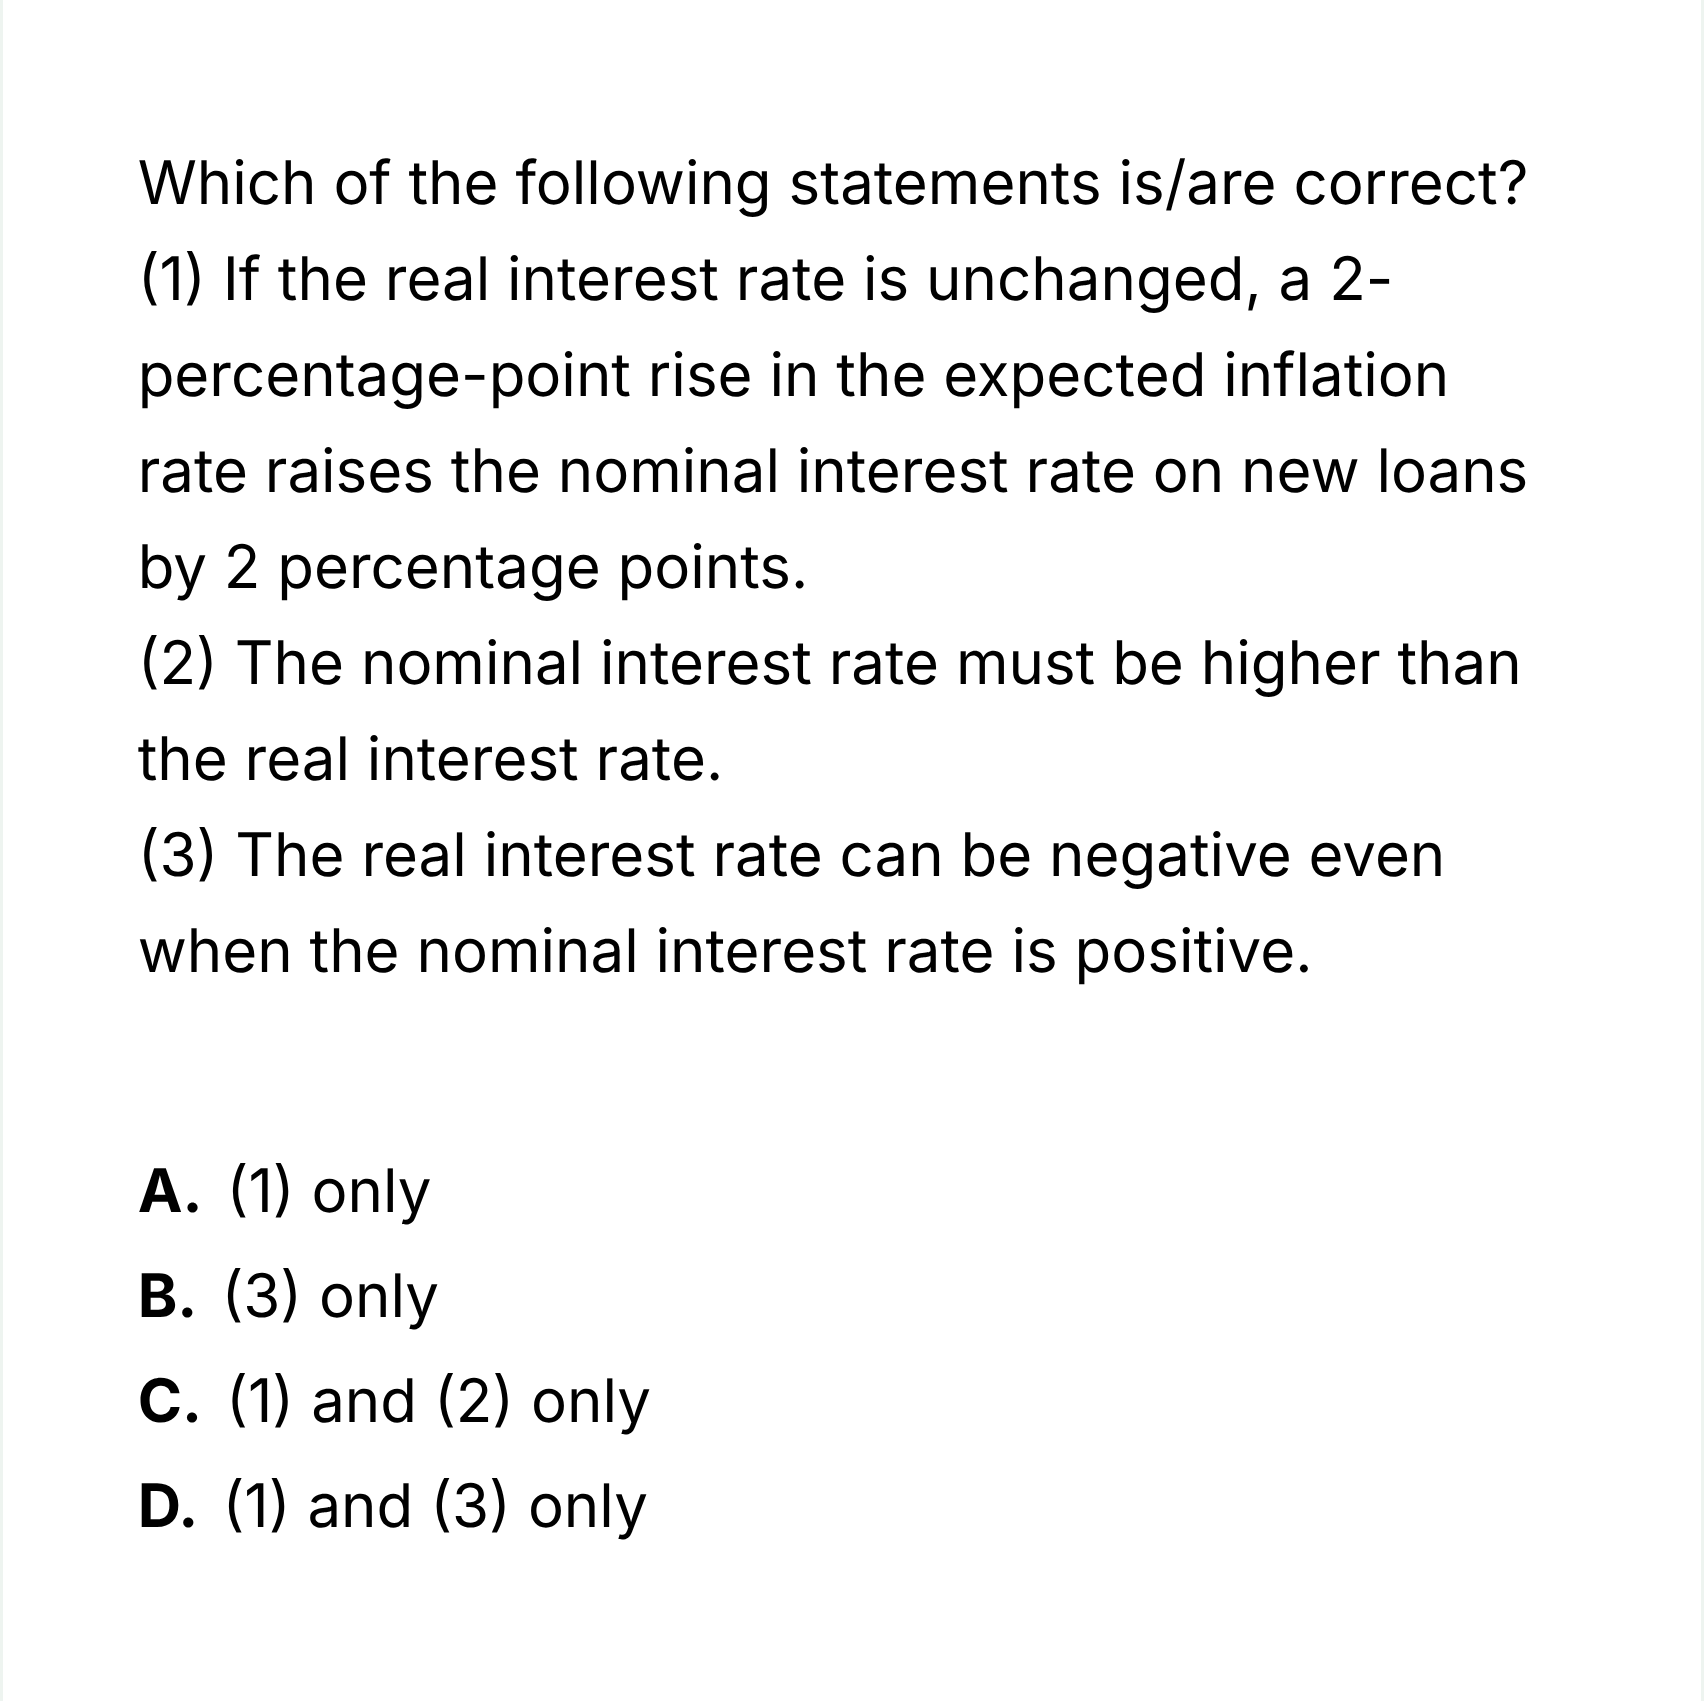 Which of the following statements is/are correct?
(1) If the real interest rate is unchanged, a 2-
percentage-point rise in the expected inflation
rate raises the nominal interest rate on new loans
by 2 percentage points.
(2) The nominal interest rate must be higher than
the real interest rate.
(3) The real interest rate can be negative even
when the nominal interest rate is positive.
A. (1) only
B. (3) only
C. (1) and (2) only
D. (1) and (3) only